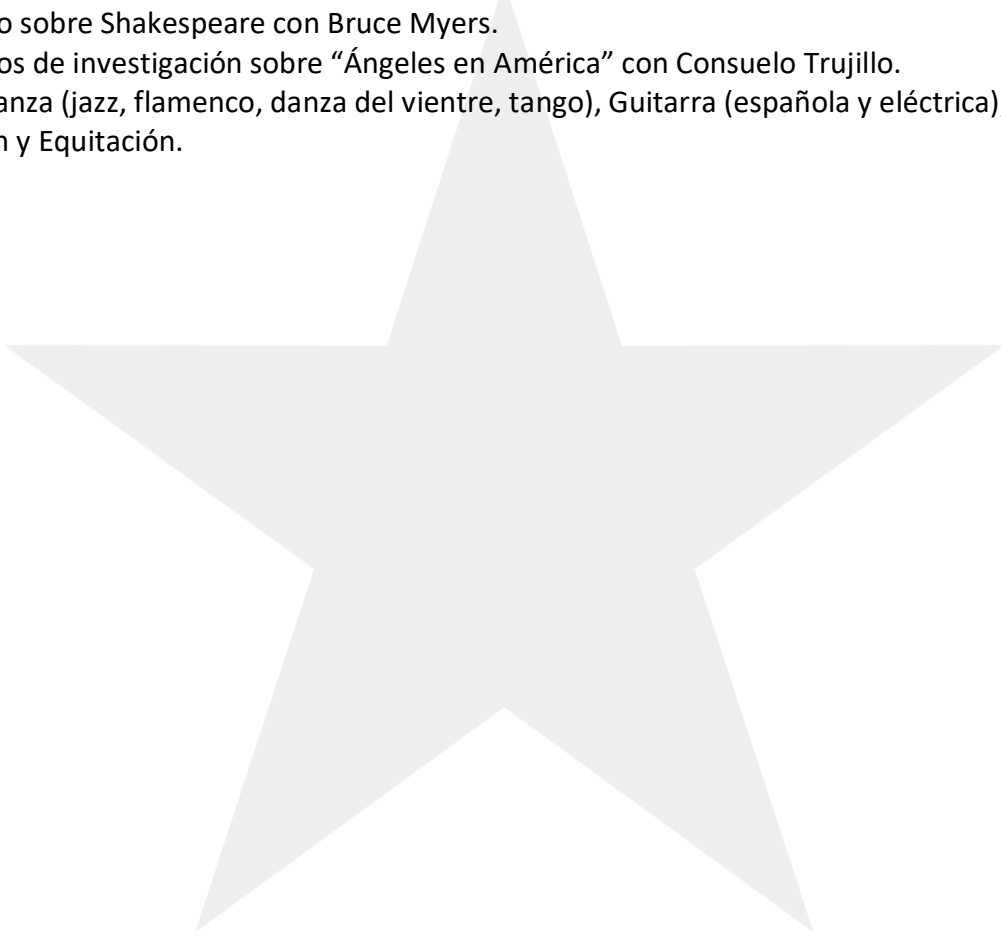 o sobre Shakespeare con Bruce Myers.
os de investigación sobre “Ángeles en América” con Consuelo Trujillo.
anza (jazz, flamenco, danza del vientre, tango), Guitarra (española y eléctrica)
n y Equitación.